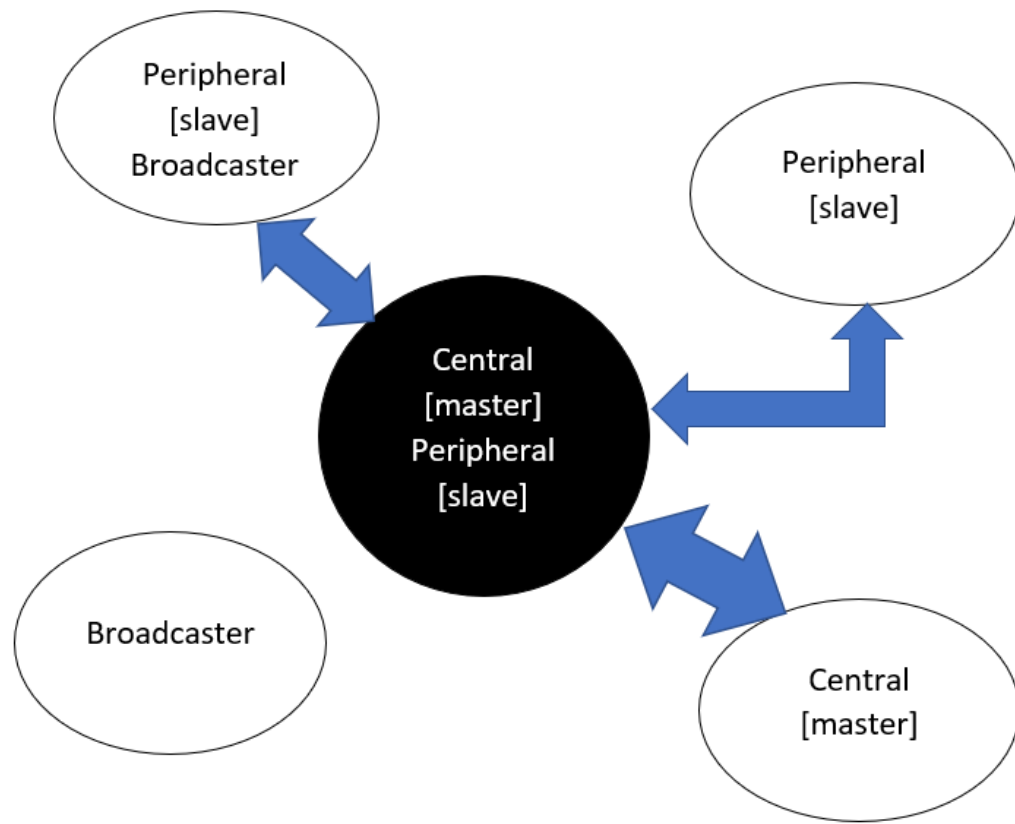 Peripheral
[slave]
Broadcaster
Peripheral
[slave]
Central
[master]
Peripheral
[slave]
Broadcaster
Central
[master]